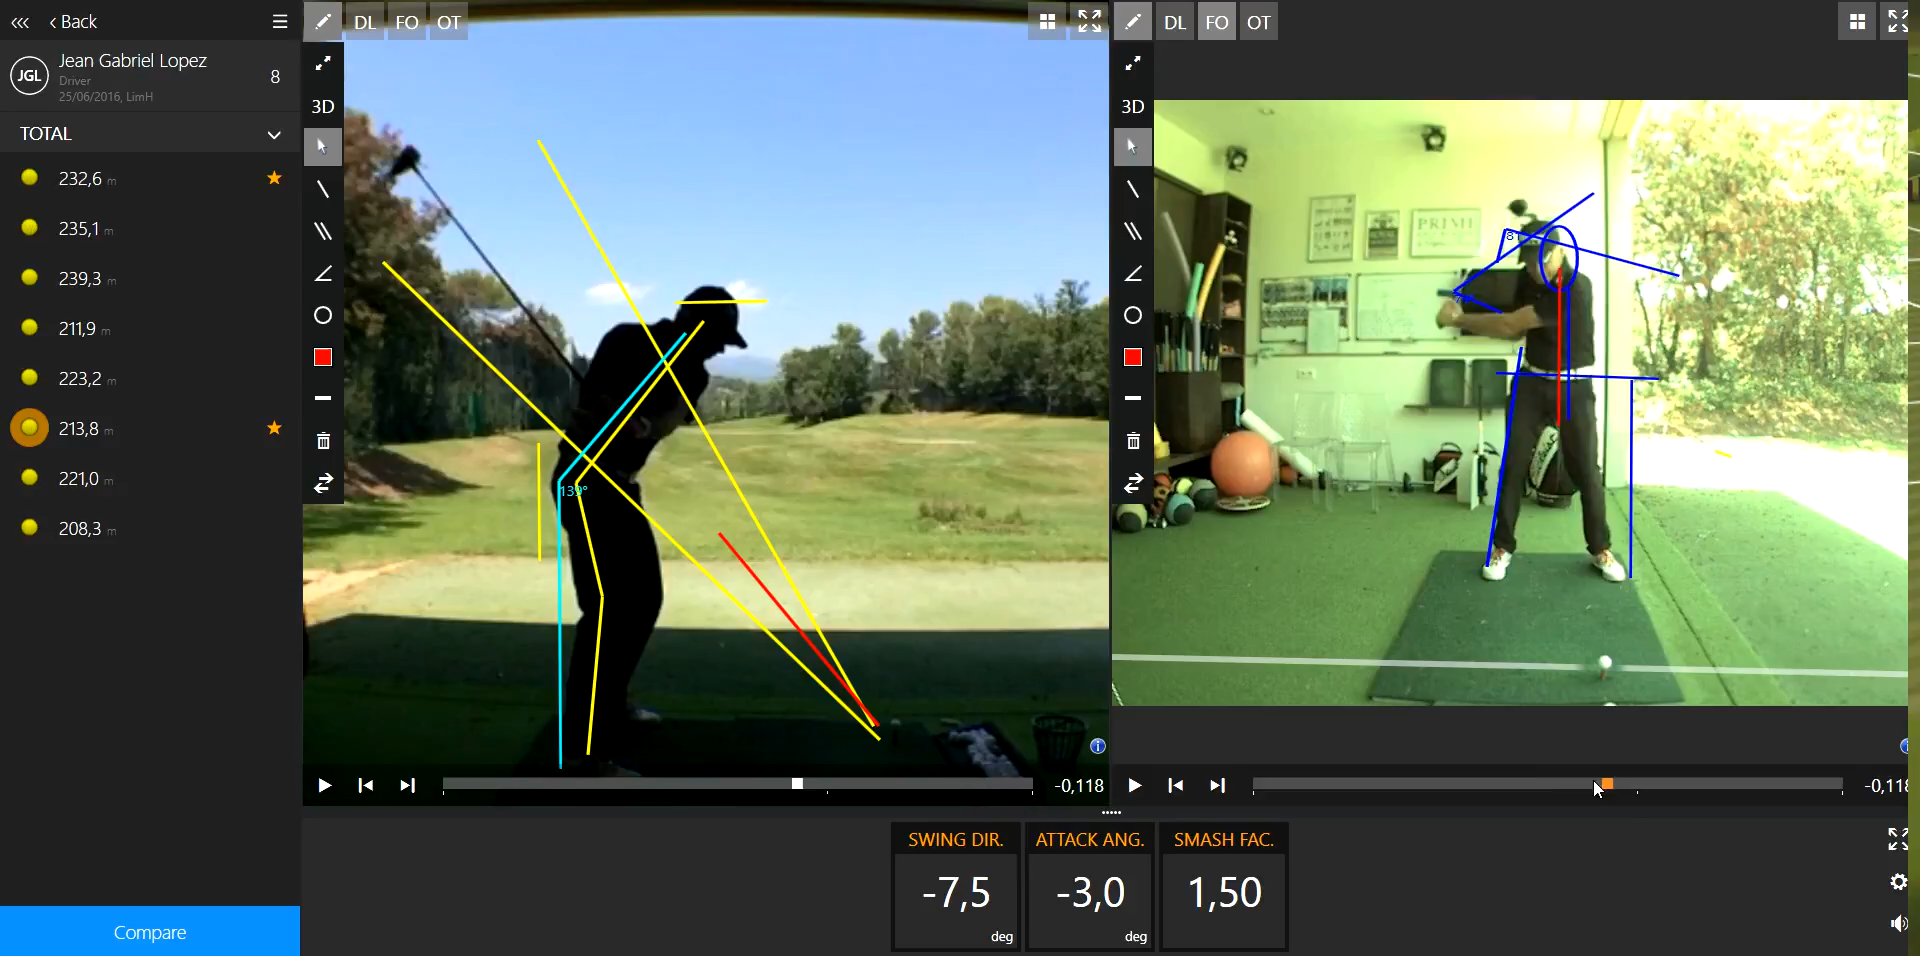 Back
JGL
Jean Gabriel Lopez
Driver
25/06/2016, LimH
8
TOTAL
232,6 m
235,1 m
239,3 m
211,9 m
223,2 m
213,8 m
221,0 m
208,3 m
Compare
DL FO OT
3D
139°
-0,118
DL FO OT
3D
PRIME
81
-0,118
SWING DIR.
-7,5
deg
ATTACK ANG.
-3,0
deg
SMASH FAC.
1,50